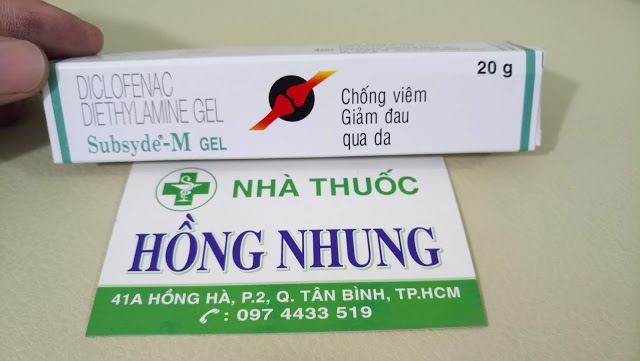 DICLOFENAC
DIETHYLAMINE GEL
Subsyde®-M GEL
Chống viêm
Giảm đau
qua da
20 g
NHÀ THUỐC
HỒNG NHUNG
41A HỒNG HÀ, P.2, Q. TÂN BÌNH, TP.HCM
: 097 4433 519